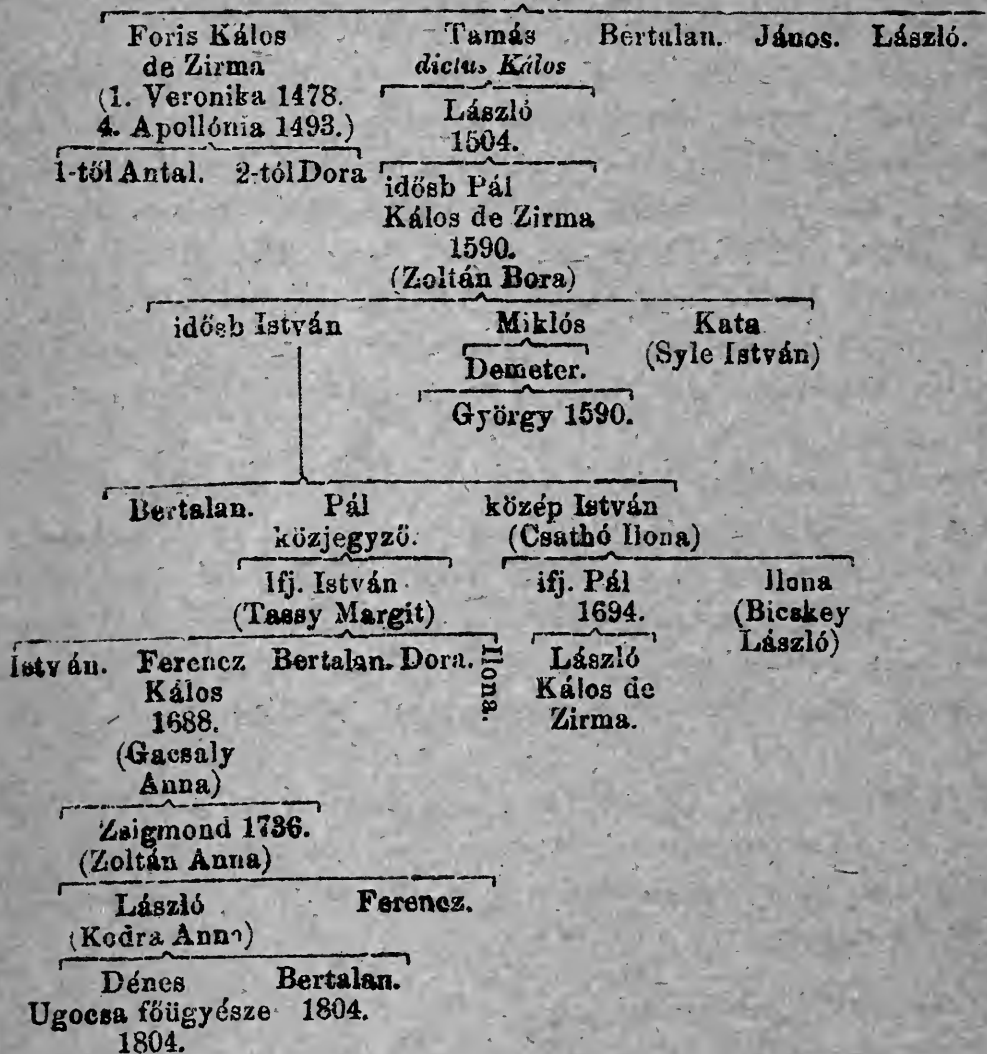 Foris Kálos Tamás Bertalan. János. László.
de Zirma dictus Kálos
(1. Veronika 1478. László
4. Apollónia 1493.) 1504.
1-től Antal. 2-tól Dora idősb Pál
Kálos de Zirma
1590.
(Zoltán Bora)
idősb István Miklós Kata
Demeter. (Syle István)
György 1590.
Bertalan. Pál közép István
közjegyző. (Csathó Ilona)
Ifj. István ifj. Pál Ilona
(Tassy Margit) 1694. (Bicskey
László)
István. Ferencz Bertalan. Dora. Ilona. László
Kálos Kálos de
1688. Zirma.
(Gacsaly
Anna)
Zsigmond 1736.
(Zoltán Anna)
László Ferencz.
(Kodra Anna)
Dénes Bertalan.
Ugocsa főügyésze 1804.
1804.